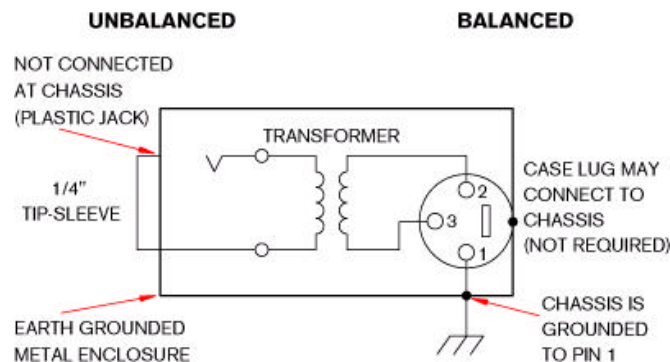 UNBALANCED
BALANCED
NOT CONNECTED
AT CHASSIS
(PLASTIC JACK)
TRANSFORMER
1/4"
TIP-SLEEVE
2
3
1
CASE LUG MAY
CONNECT TO
CHASSIS
(NOT REQUIRED)
EARTH GROUNDED
METAL ENCLOSURE
CHASSIS IS
GROUNDED
TO PIN 1